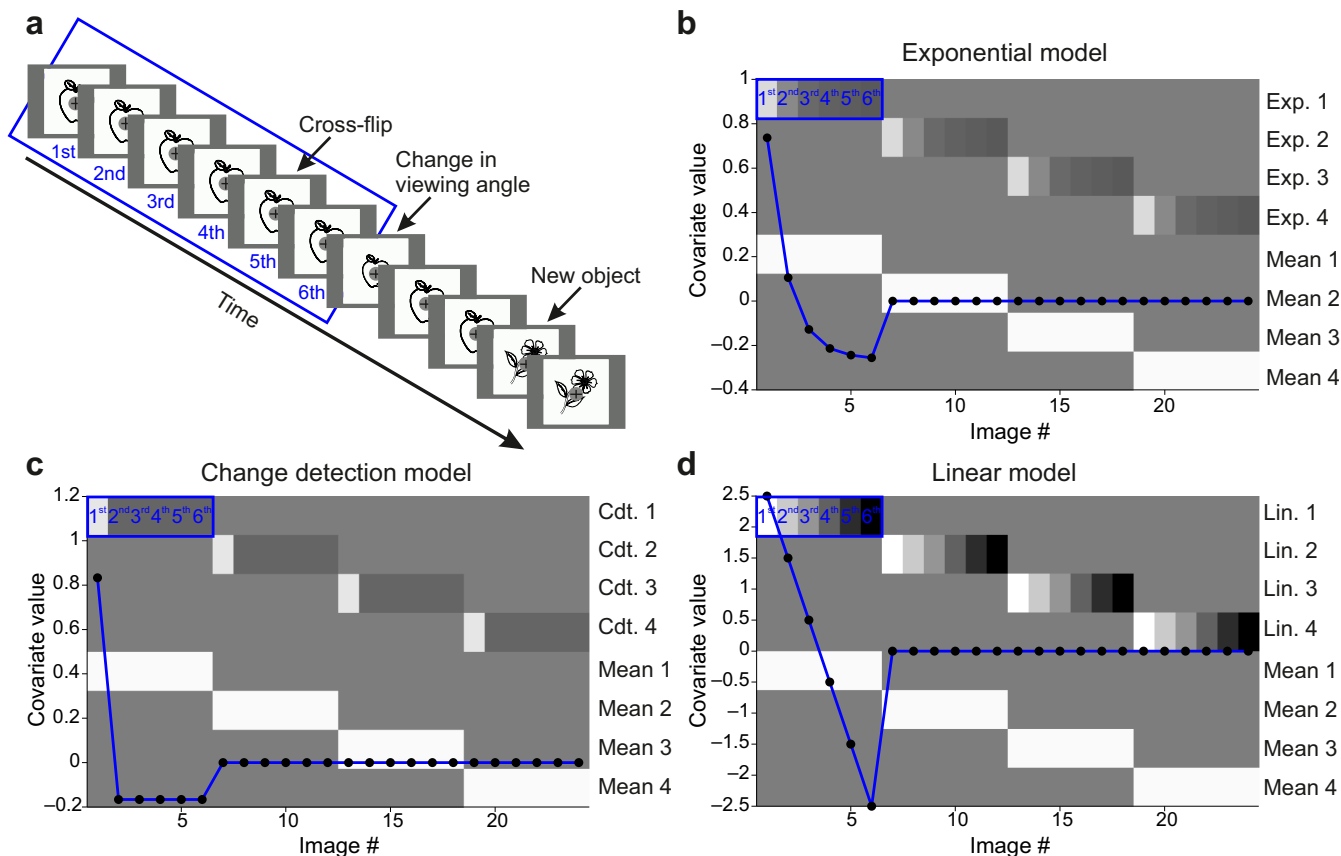 a
1st
2nd
3rd
4th
5th
6th
Cross-flip
Change in
viewing angle
New object
Time
b
Exponential model
Covariate value
1
0.8
0.6
0.4
0.2
0
−0.2
−0.4
1st 2nd 3rd 4th 5th 6th
Exp. 1
Exp. 2
Exp. 3
Exp. 4
Mean 1
Mean 2
Mean 3
Mean 4
5 10 15 20
Image #
c
Change detection model
Covariate value
1.2
1
0.8
0.6
0.4
0.2
0
−0.2
1st 2nd 3rd 4th 5th 6th
Cdt. 1
Cdt. 2
Cdt. 3
Cdt. 4
Mean 1
Mean 2
Mean 3
Mean 4
5 10 15 20
Image #
d
Linear model
Covariate value
2.5
2
1.5
1
0.5
0
−0.5
−1
−1.5
−2
−2.5
1st 2nd 3rd 4th 5th 6th
Lin. 1
Lin. 2
Lin. 3
Lin. 4
Mean 1
Mean 2
Mean 3
Mean 4
5 10 15 20
Image #